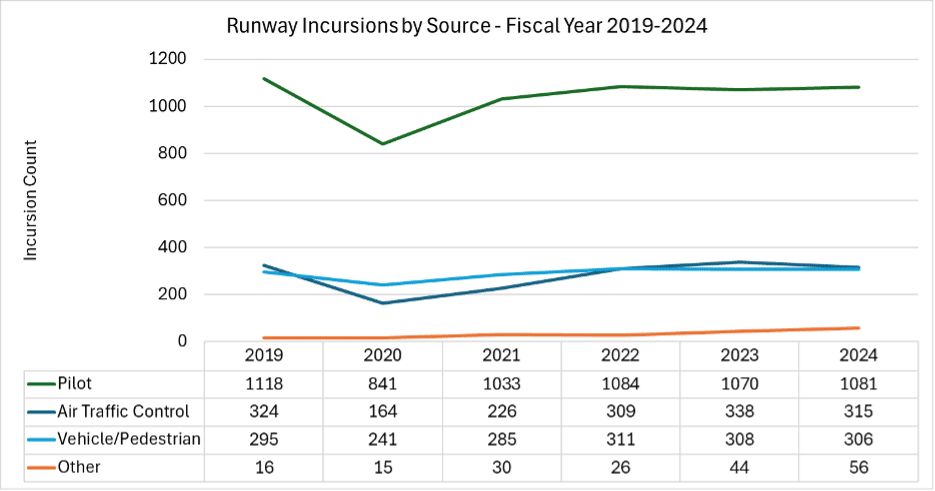 Runway Incursions by Source - Fiscal Year 2019-2024
Incursion Count
1200
1000
800
600
400
200
0
2019 2020 2021 2022 2023 2024
Pilot 1118 841 1033 1084 1070 1081
Air Traffic Control 324 164 226 309 338 315
Vehicle/Pedestrian 295 241 285 311 308 306
Other 16 15 30 26 44 56